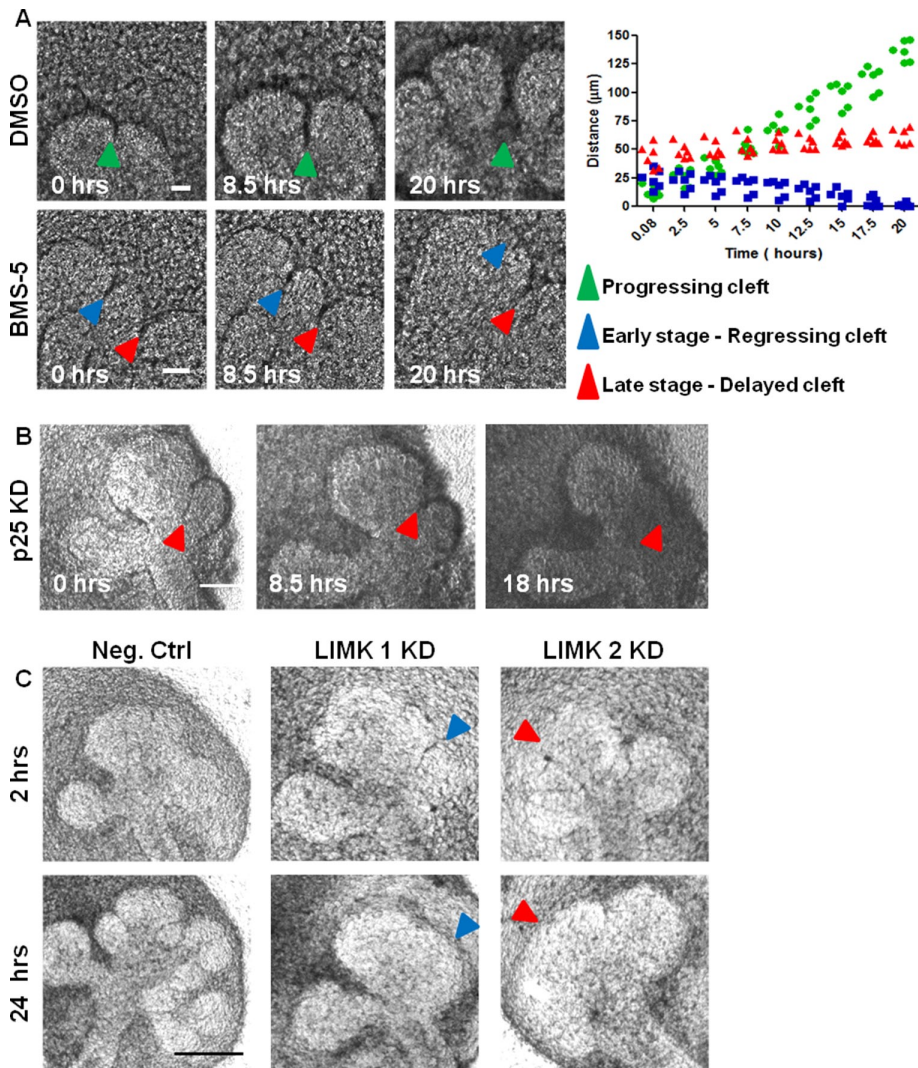 A
DMSO
0 hrs
8.5 hrs
20 hrs
BMS-5
0 hrs
8.5 hrs
20 hrs
Distance (µm)
150
125
100
75
50
25
0
0.08
2.5
5
7.5
10
12.5
15
17.5
20
Time ( hours)
Progressing cleft
Early stage - Regressing cleft
Late stage - Delayed cleft
B
p25 KD
0 hrs
8.5 hrs
18 hrs
Neg. Ctrl
LIMK 1 KD
LIMK 2 KD
C
2 hrs
24 hrs